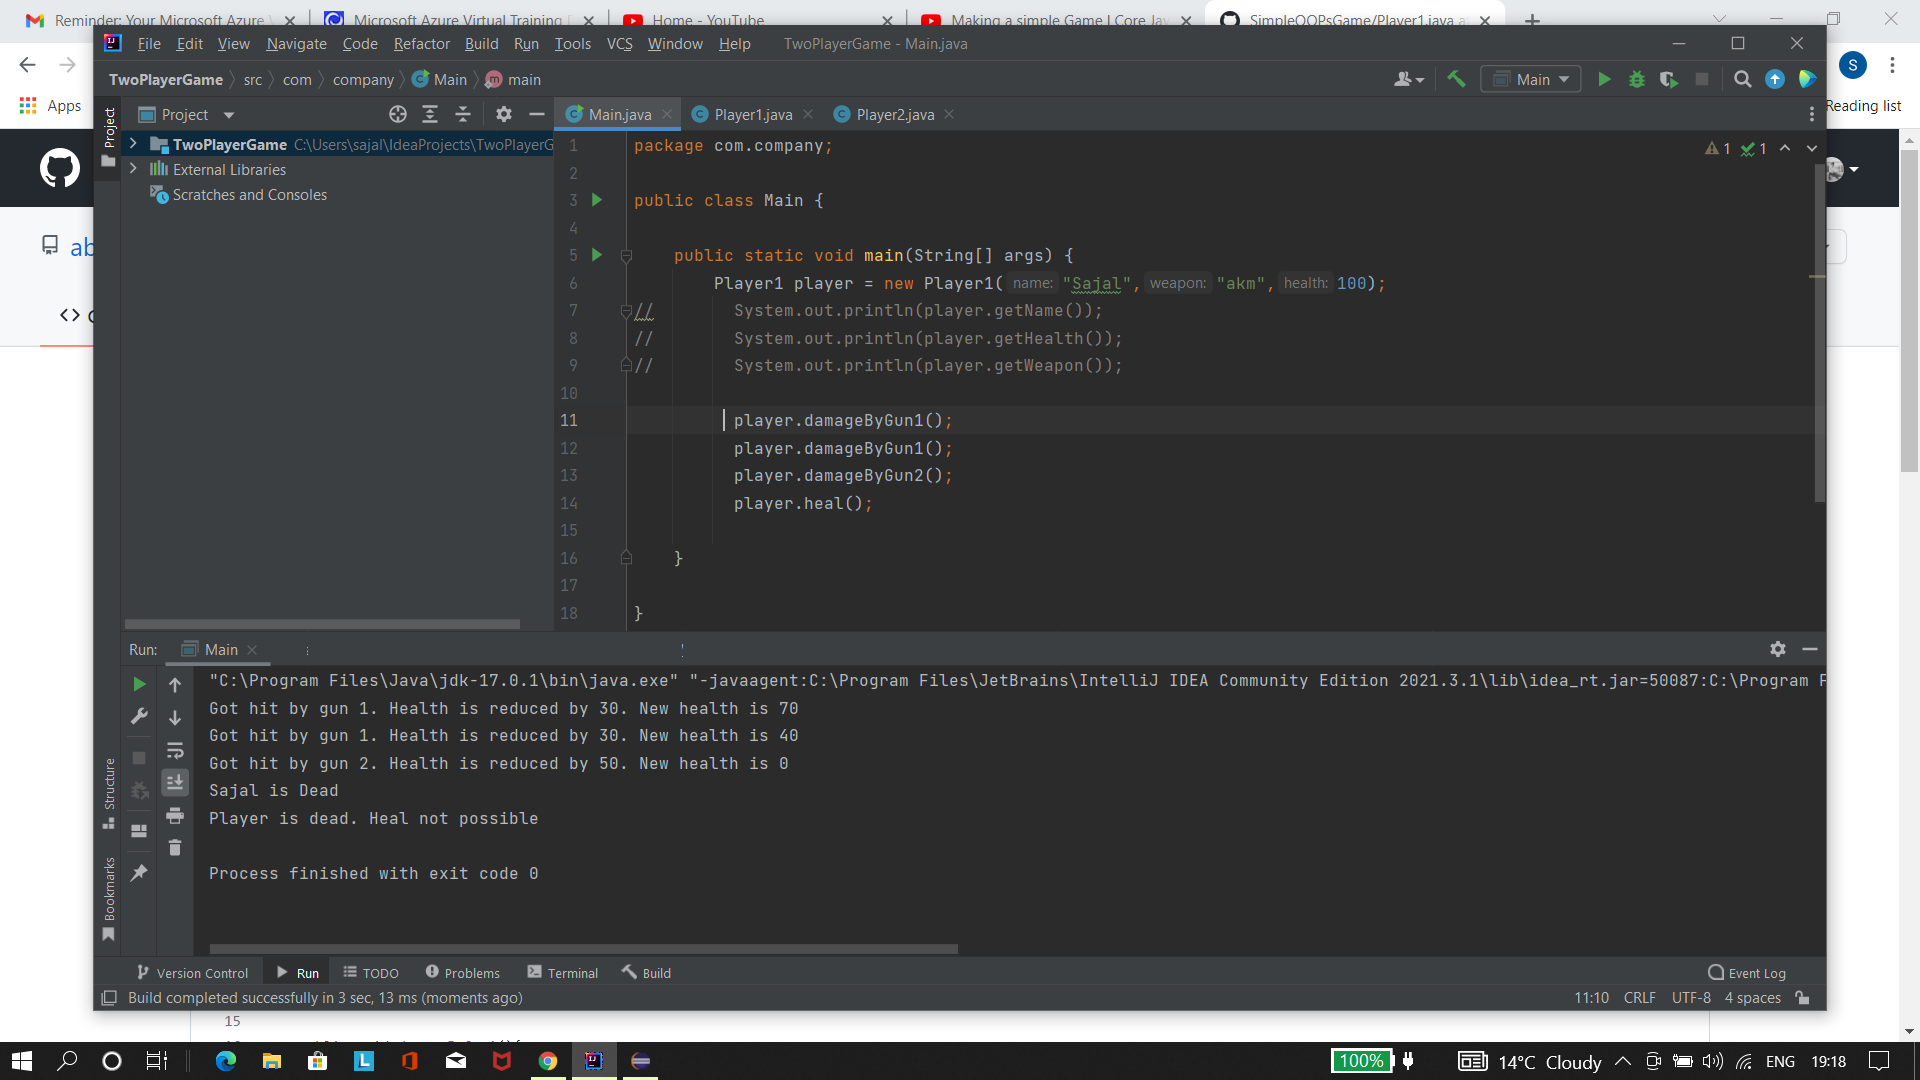 Reminder: Your Microsoft Azure
Microsoft Azure Virtual Training
Home - YouTube
Making a simple Game | Core Jav
SimpleOOPsGame/Player1.java a
File Edit View Navigate Code Refactor Build Run Tools VCS Window Help TwoPlayerGame - Main.java
TwoPlayerGame src com company Main main
Main
S
Apps
Reading list
Project
Project
Main.java
Player1.java
Player2.java
TwoPlayerGame C:\Users\sajal\IdeaProjects\TwoPlayerG
External Libraries
Scratches and Consoles
ab
1 package com.company;
1 1
2
3 public class Main {
4
5 public static void main(String[] args) {
6 Player1 player = new Player1( name: "Sajal", weapon: "akm", health: 100);
7 // System.out.println(player.getName());
8 // System.out.println(player.getHealth());
9 // System.out.println(player.getWeapon());
10
11 player.damageByGun1();
12 player.damageByGun1();
13 player.damageByGun2();
14 player.heal();
15
16 }
17
18 }
Run: Main
"C:\Program Files\Java\jdk-17.0.1\bin\java.exe" "-javaagent:C:\Program Files\JetBrains\IntelliJ IDEA Community Edition 2021.3.1\lib\idea_rt.jar=50087:C:\Program F
Got hit by gun 1. Health is reduced by 30. New health is 70
Got hit by gun 1. Health is reduced by 30. New health is 40
Got hit by gun 2. Health is reduced by 50. New health is 0
Sajal is Dead
Player is dead. Heal not possible
Process finished with exit code 0
Structure
Bookmarks
Version Control Run TODO Problems Terminal Build Event Log
Build completed successfully in 3 sec, 13 ms (moments ago)
11:10 CRLF UTF-8 4 spaces
15
100% 14°C Cloudy ENG 19:18